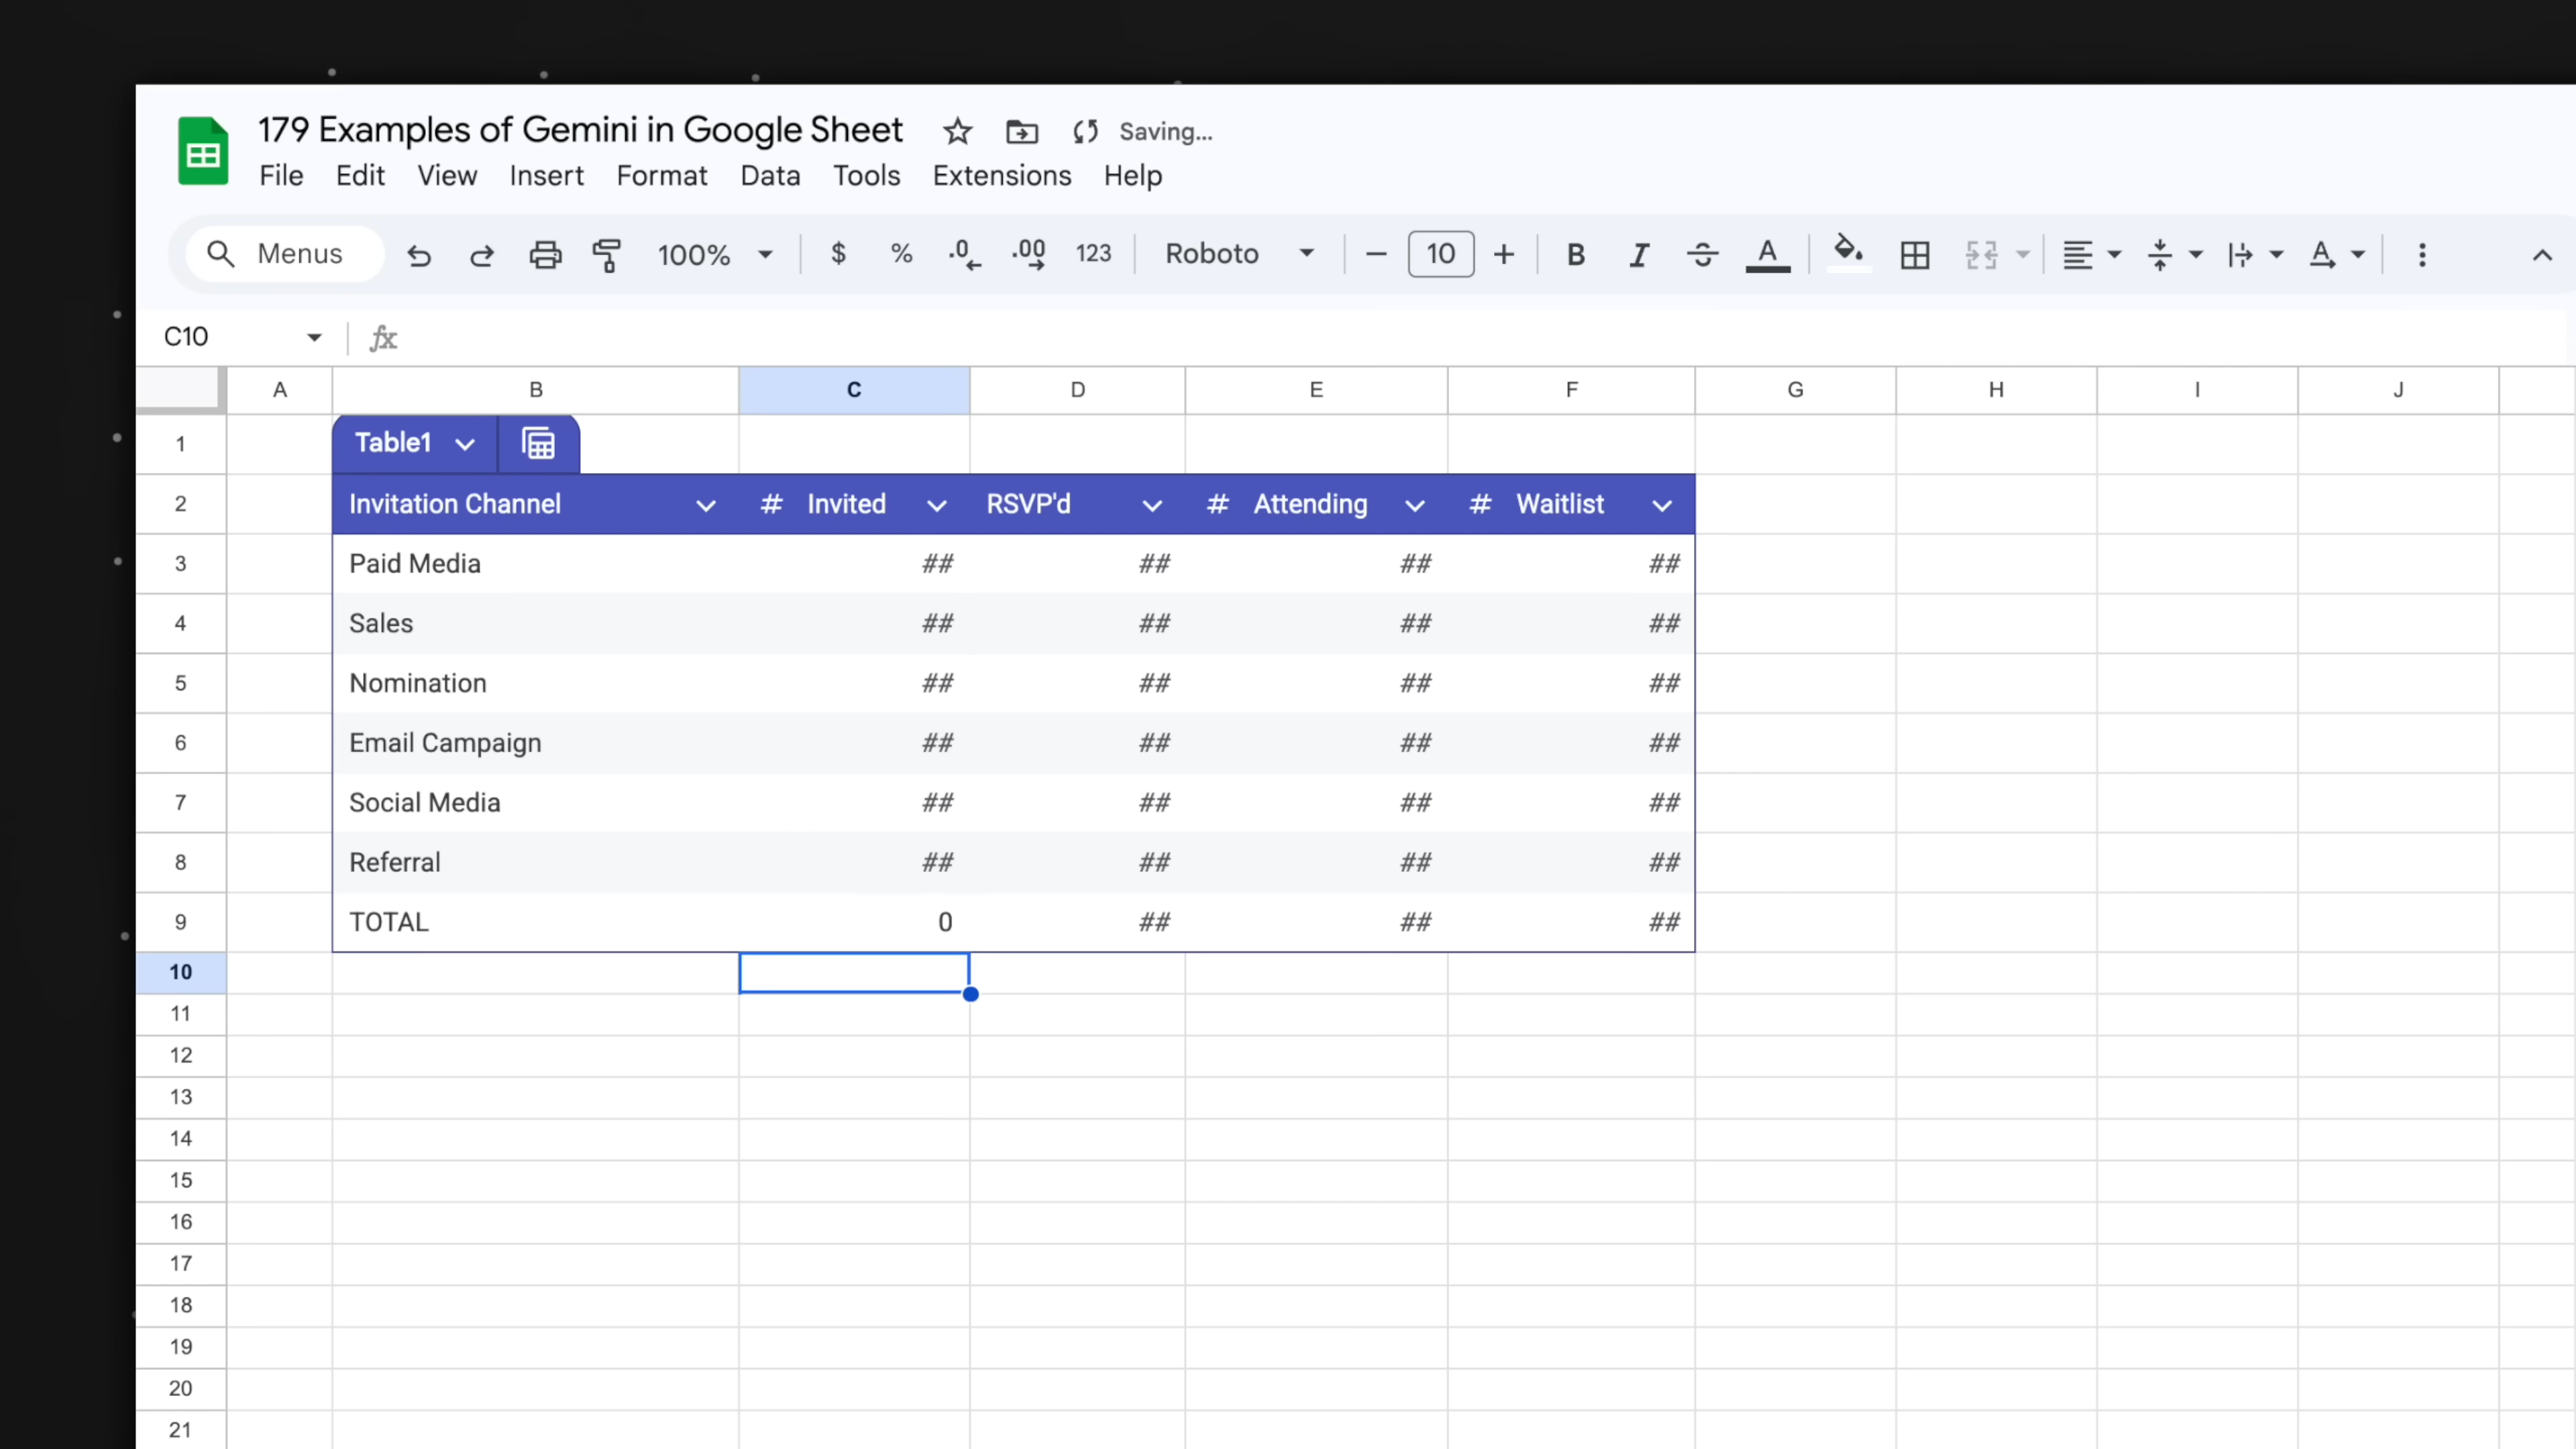 179 Examples of Gemini in Google Sheet Saving...
File Edit View Insert Format Data Tools Extensions Help
Menus 100% $ % .0 .00 123 Roboto 10 B I S A A
C10 fx
A B C D E F G H I J
1 Table1
2 Invitation Channel # Invited RSVP'd # Attending # Waitlist
3 Paid Media ## ## ## ##
4 Sales ## ## ## ##
5 Nomination ## ## ## ##
6 Email Campaign ## ## ## ##
7 Social Media ## ## ## ##
8 Referral ## ## ## ##
9 TOTAL 0 ## ## ##
10
11
12
13
14
15
16
17
18
19
20
21